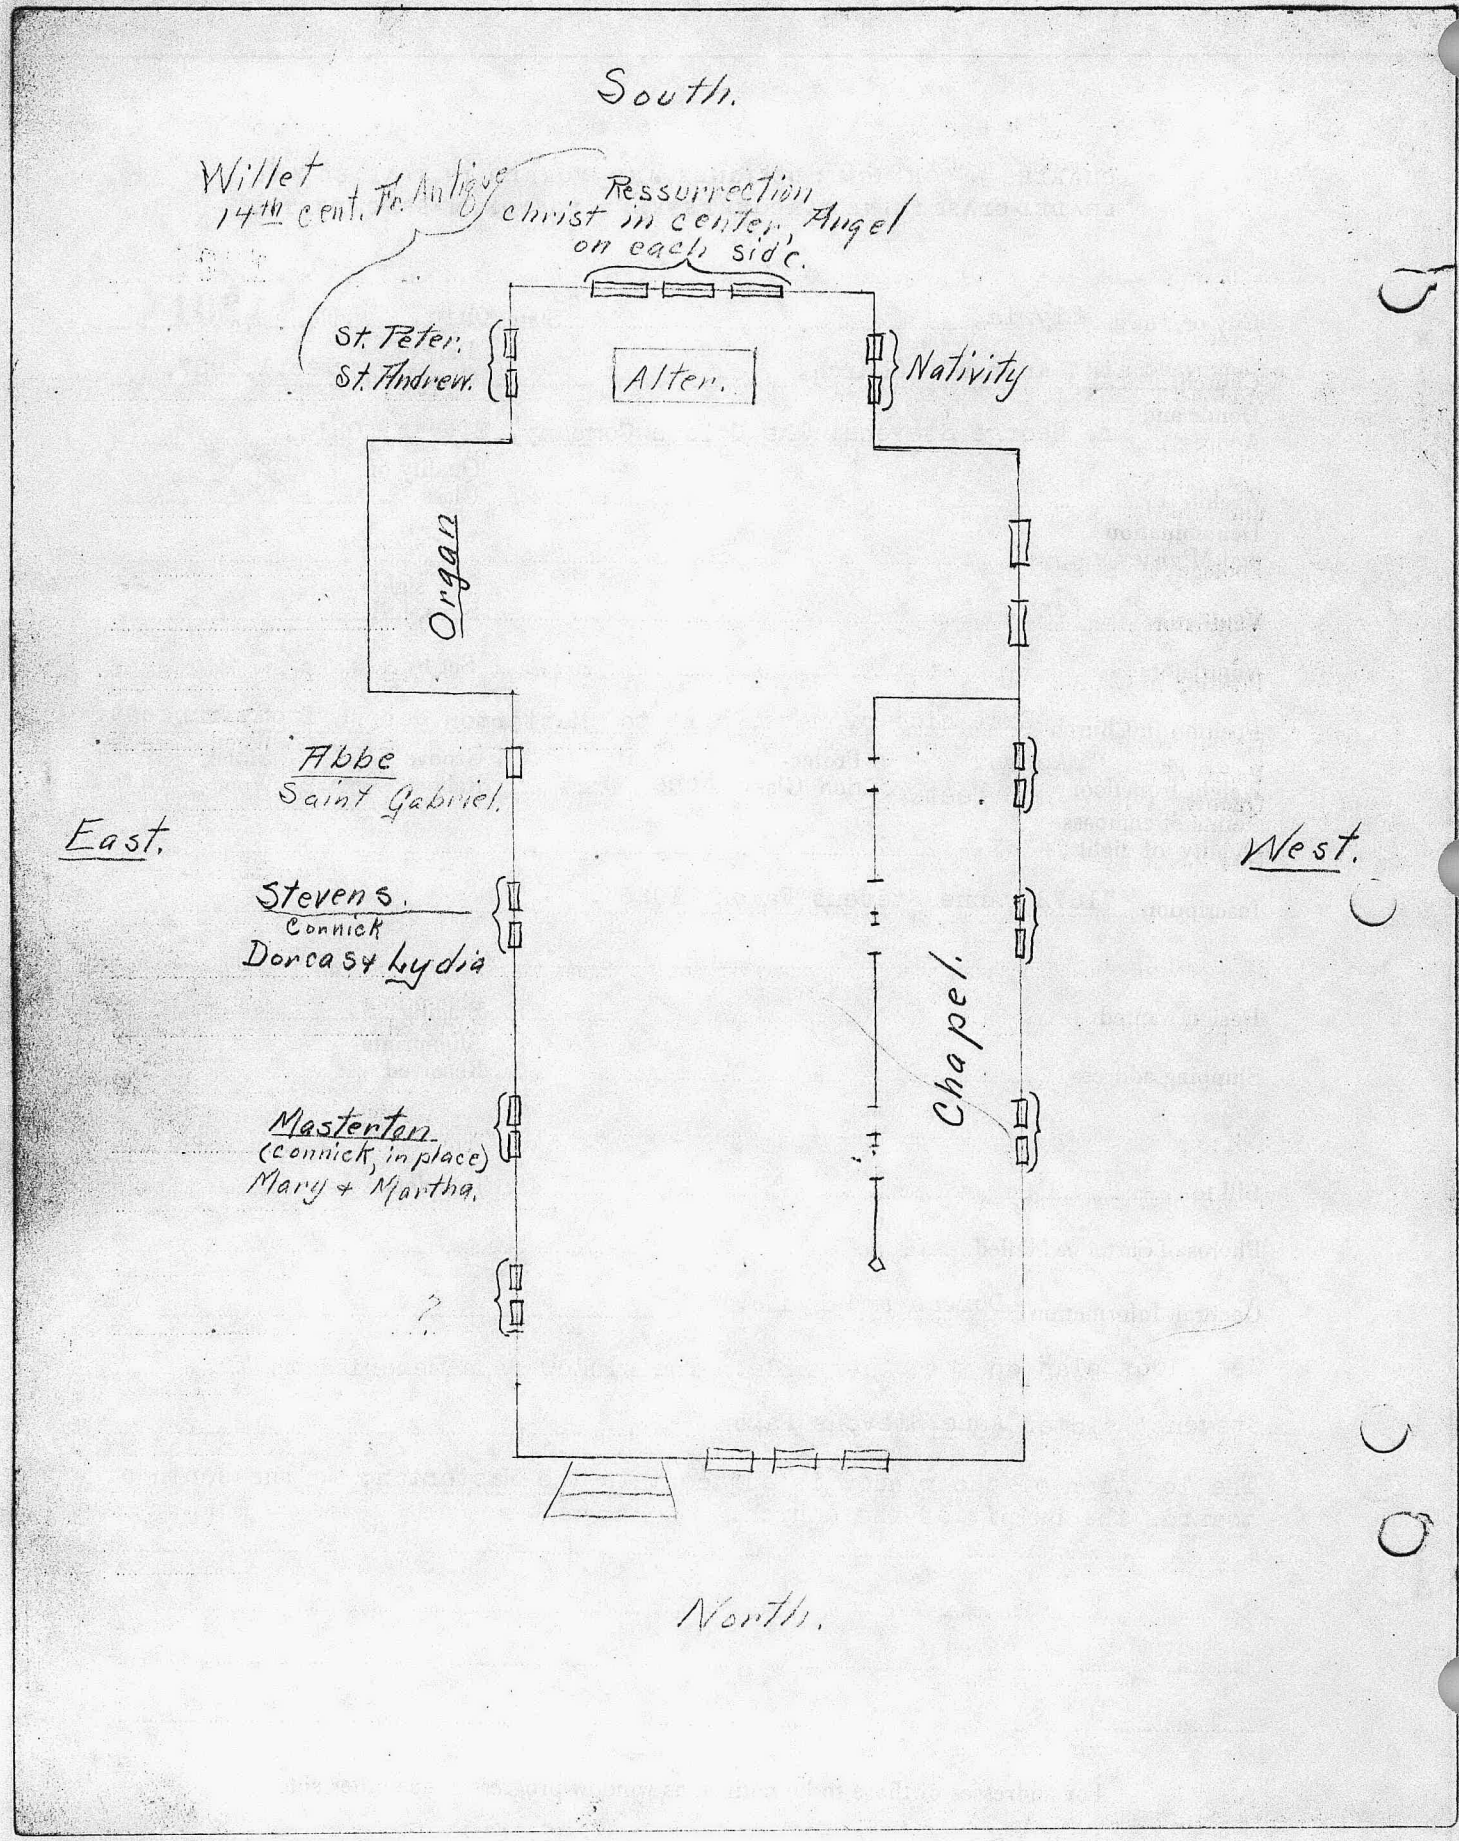 South.
Willet
14th cent. Fr. Antique
Ressurrection
christ in center, Angel
on each side.
St. Peter.
St. Andrew.
Alter.
Nativity
Organ
Abbe
Saint Gabriel.
East.
West.
Stevens.
Connick
Dorcas & Lydia
Chapel.
Masterton
(Connick, in place)
Mary & Martha.
?
North.